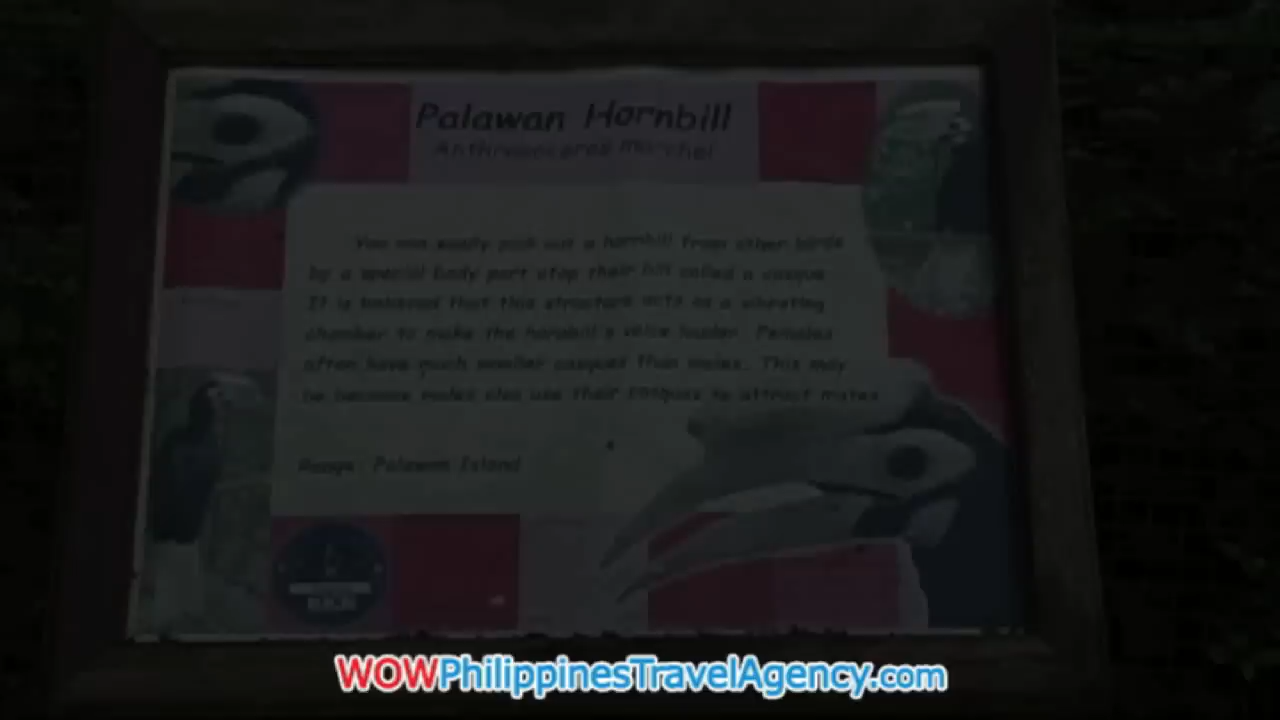 Palawan Hornbill
Anthracoceros marchei
You can easily pick out a hornbill from other birds
by a special body part atop their bill called a casque.
It is believed that this structure acts as a vibrating
chamber to make the hornbill's voice louder. Females
often have much smaller casques than males. This may
be because males also use their casques to attract mates.
Range: Palawan Island
WOWPhilippinesTravelAgency.com